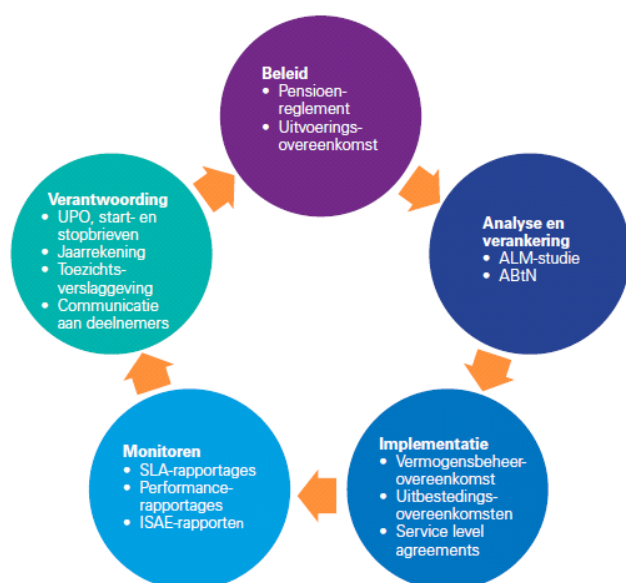 Beleid
• Pensioen-
reglement
• Uitvoerings-
overeenkomst
Analyse en
verankering
• ALM-studie
• ABtN
Implementatie
• Vermogensbeheer-
overeenkomst
• Uitbestedings-
overeenkomsten
• Service level
agreements
Monitoren
• SLA-rapportages
• Performance-
rapportages
• ISAE-rapporten
Verantwoording
• UPO, start- en
stopbrieven
• Jaarrekening
• Toezichts-
verslaggeving
• Communicatie
aan deelnemers